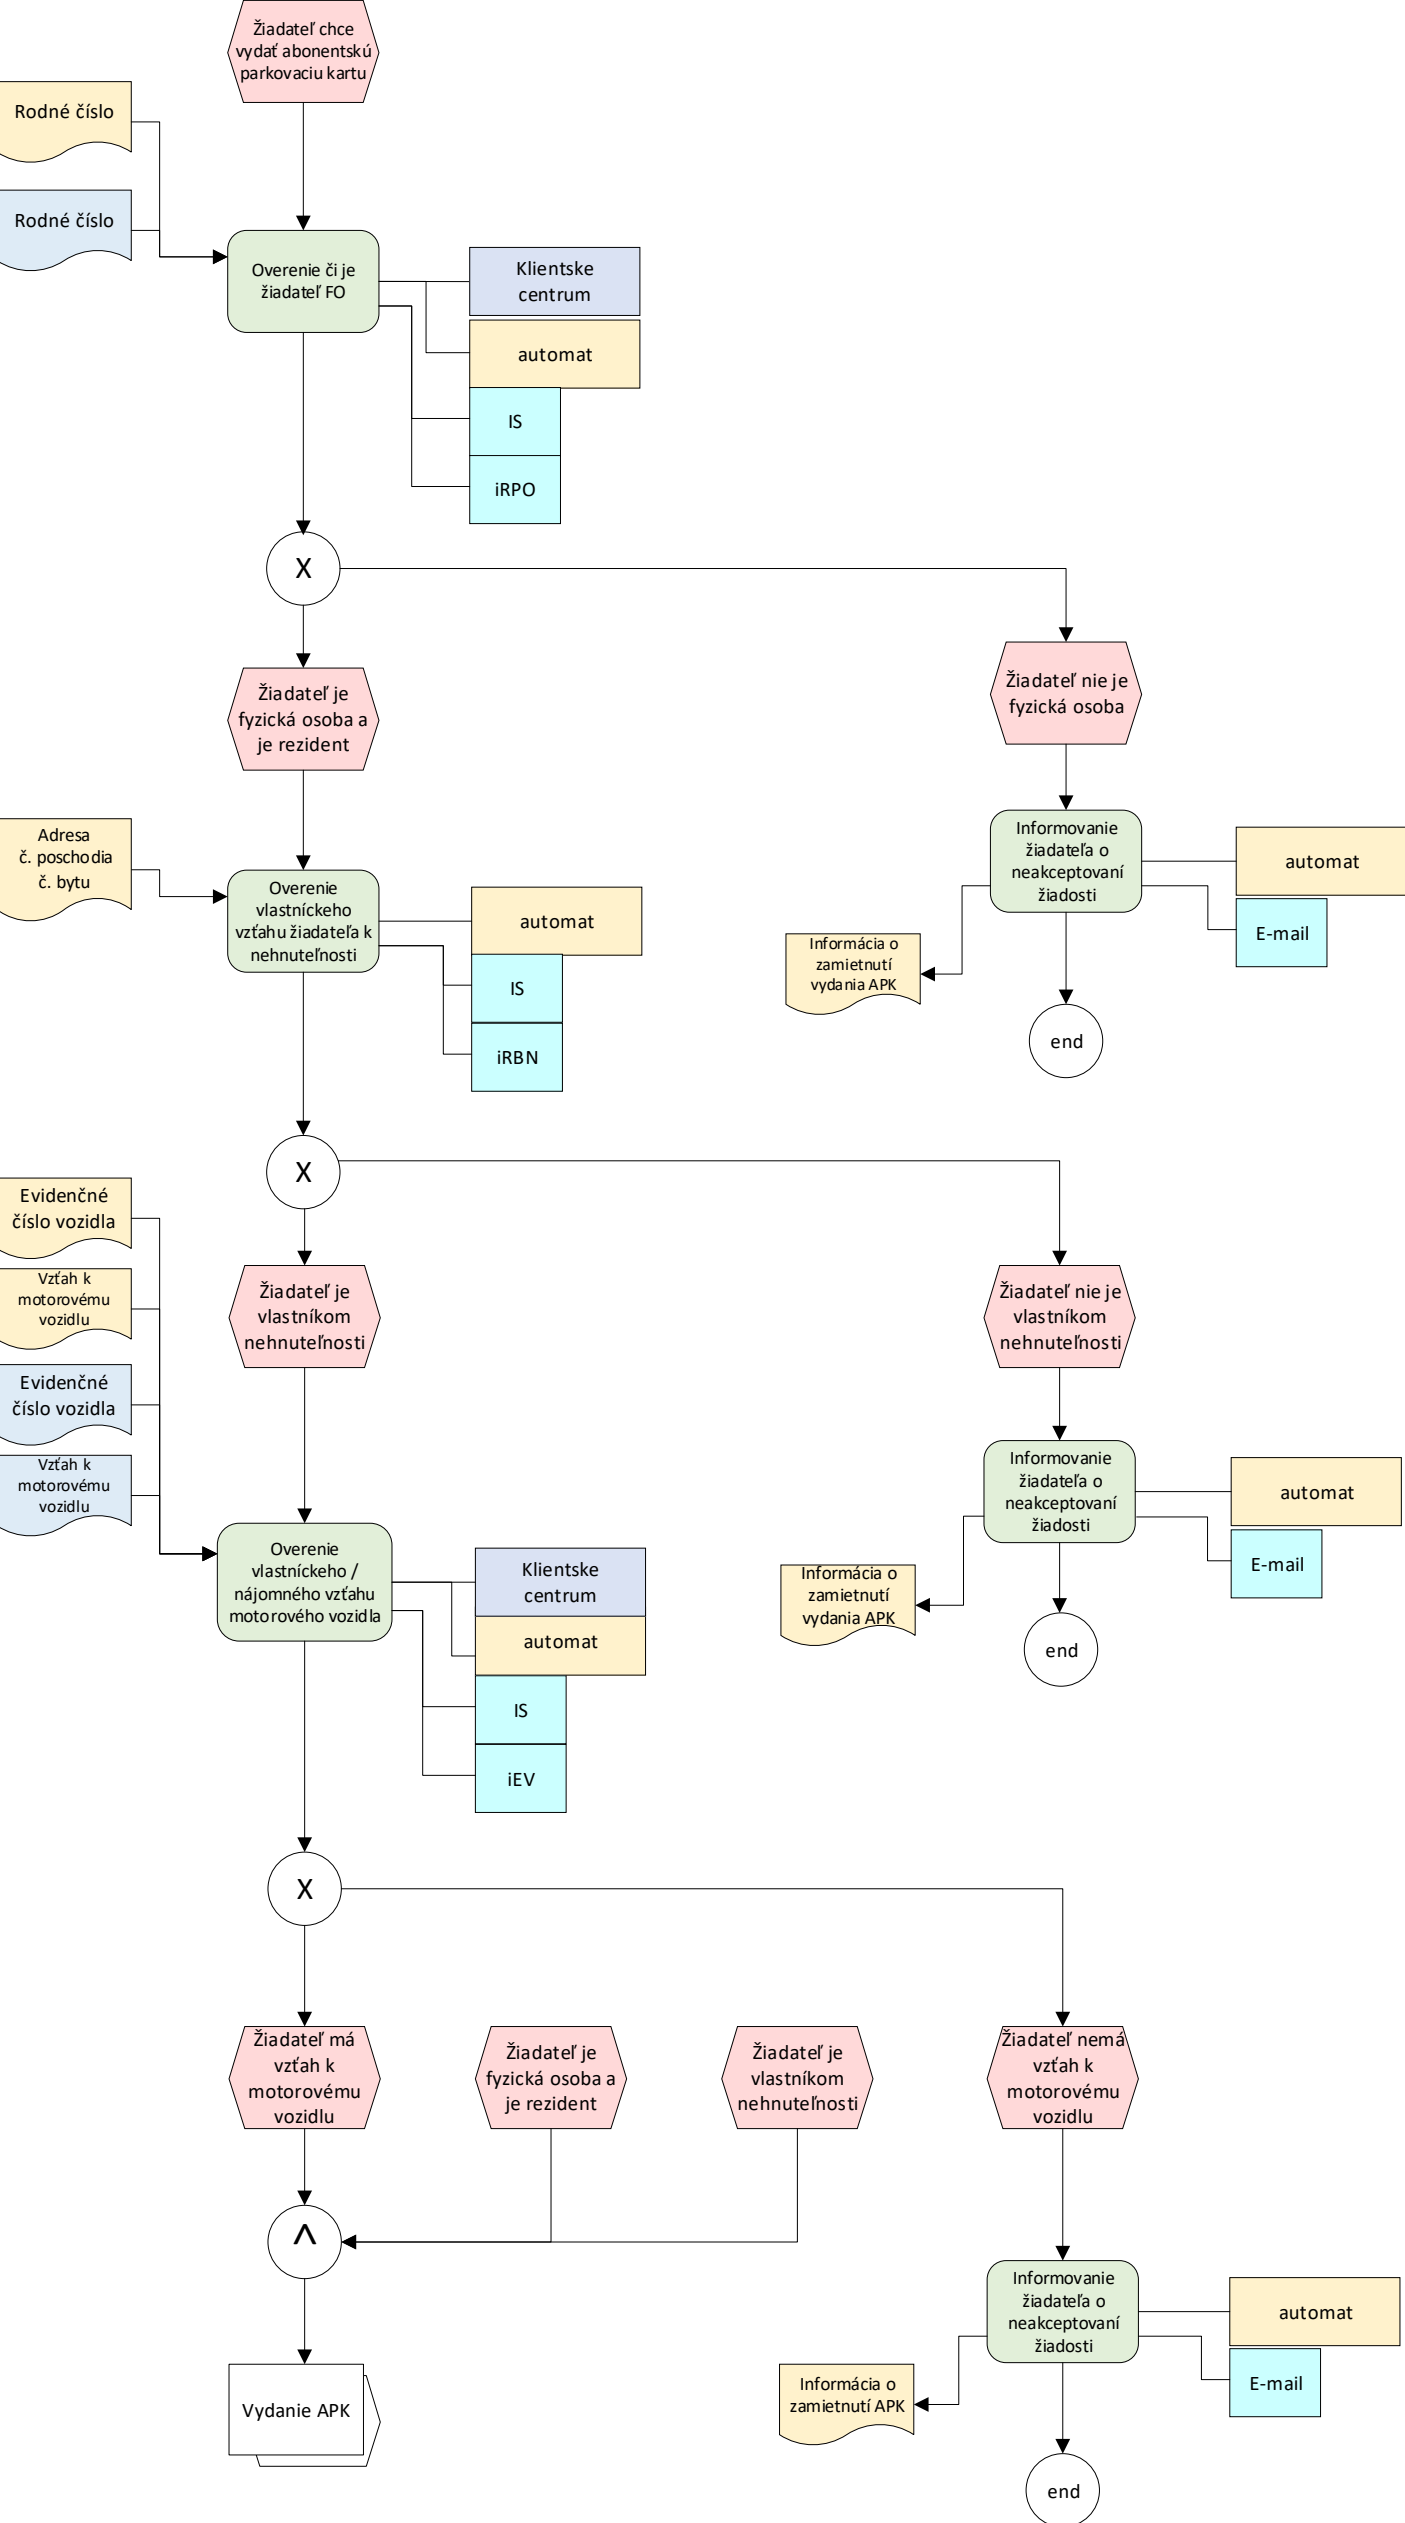 Žiadateľ chce
vydať abonentskú
parkovaciu kartu
Rodné číslo
Rodné číslo
Overenie či je
žiadateľ FO
Klientske
centrum
automat
IS
iRPO
X
Žiadateľ je
fyzická osoba a
je rezident
Žiadateľ nie je
fyzická osoba
Adresa
č. poschodia
č. bytu
Overenie
vlastníckeho
vzťahu žiadateľa k
nehnuteľnosti
automat
IS
iRBN
Informovanie
žiadateľa o
neakceptovaní
žiadosti
automat
E-mail
Informácia o
zamietnutí
vydania APK
end
X
Evidenčné
číslo vozidla
Vzťah k
motorovému
vozidlu
Evidenčné
číslo vozidla
Vzťah k
motorovému
vozidlu
Žiadateľ je
vlastníkom
nehnuteľnosti
Žiadateľ nie je
vlastníkom
nehnuteľnosti
Overenie
vlastníckeho /
nájomného vzťahu
motorového vozidla
Klientske
centrum
automat
IS
iEV
Informovanie
žiadateľa o
neakceptovaní
žiadosti
automat
E-mail
Informácia o
zamietnutí
vydania APK
end
X
Žiadateľ má
vzťah k
motorovému
vozidlu
Žiadateľ je
fyzická osoba a
je rezident
Žiadateľ je
vlastníkom
nehnuteľnosti
Žiadateľ nemá
vzťah k
motorovému
vozidlu
^
Vydanie APK
Informovanie
žiadateľa o
neakceptovaní
žiadosti
automat
E-mail
Informácia o
zamietnutí APK
end